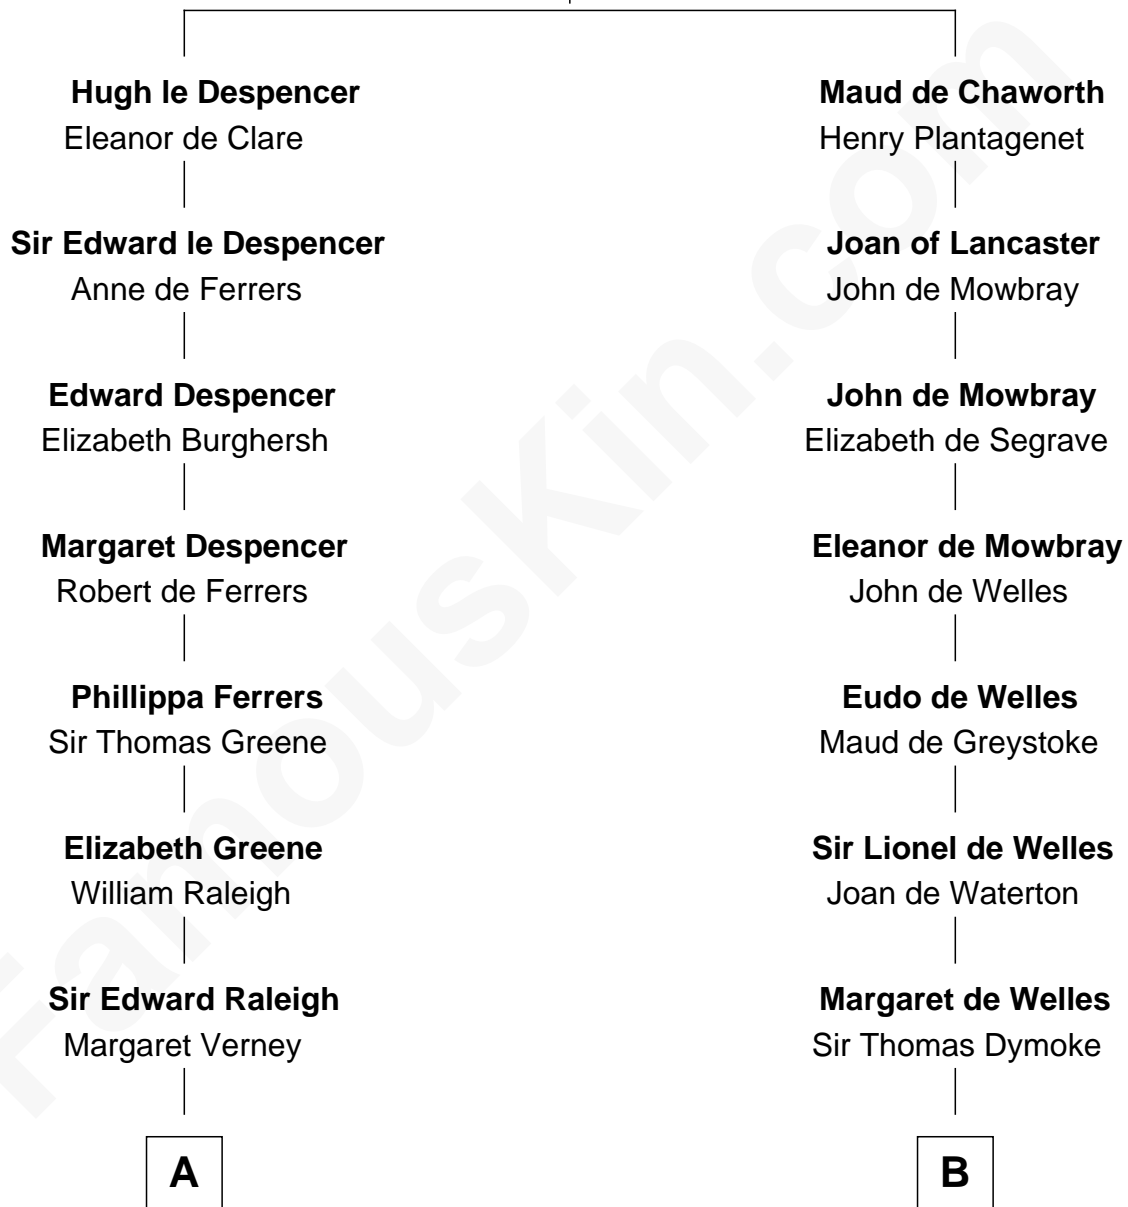 Hugh le Despencer
Eleanor de Clare
Sir Edward le Despencer
Anne de Ferrers
Edward Despencer
Elizabeth Burghersh
Margaret Despencer
Robert de Ferrers
Phillippa Ferrers
Sir Thomas Greene
Elizabeth Greene
William Raleigh
Sir Edward Raleigh
Margaret Verney
A
Maud de Chaworth
Henry Plantagenet
Joan of Lancaster
John de Mowbray
John de Mowbray
Elizabeth de Segrave
Eleanor de Mowbray
John de Welles
Eudo de Welles
Maud de Greystoke
Sir Lionel de Welles
Joan de Waterton
Margaret de Welles
Sir Thomas Dymoke
B
FamousKin.com